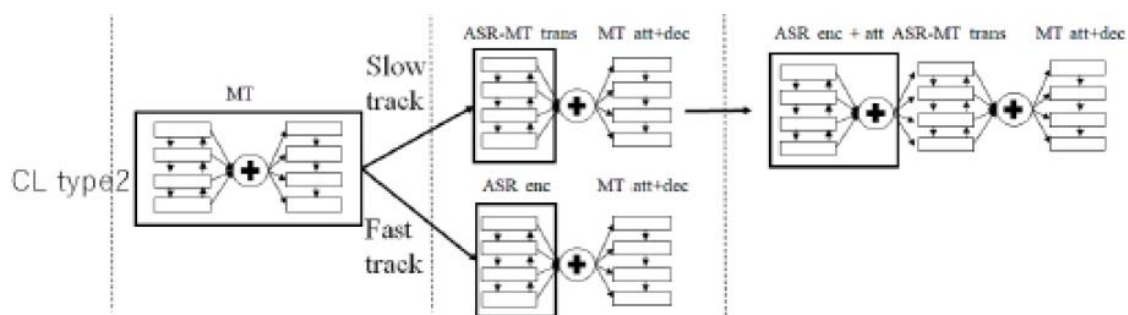 CL type2
MT
Slow
track
Fast
track
ASR-MT trans MT att+dec
ASR enc MT att+dec
ASR enc + att ASR-MT trans MT att+dec